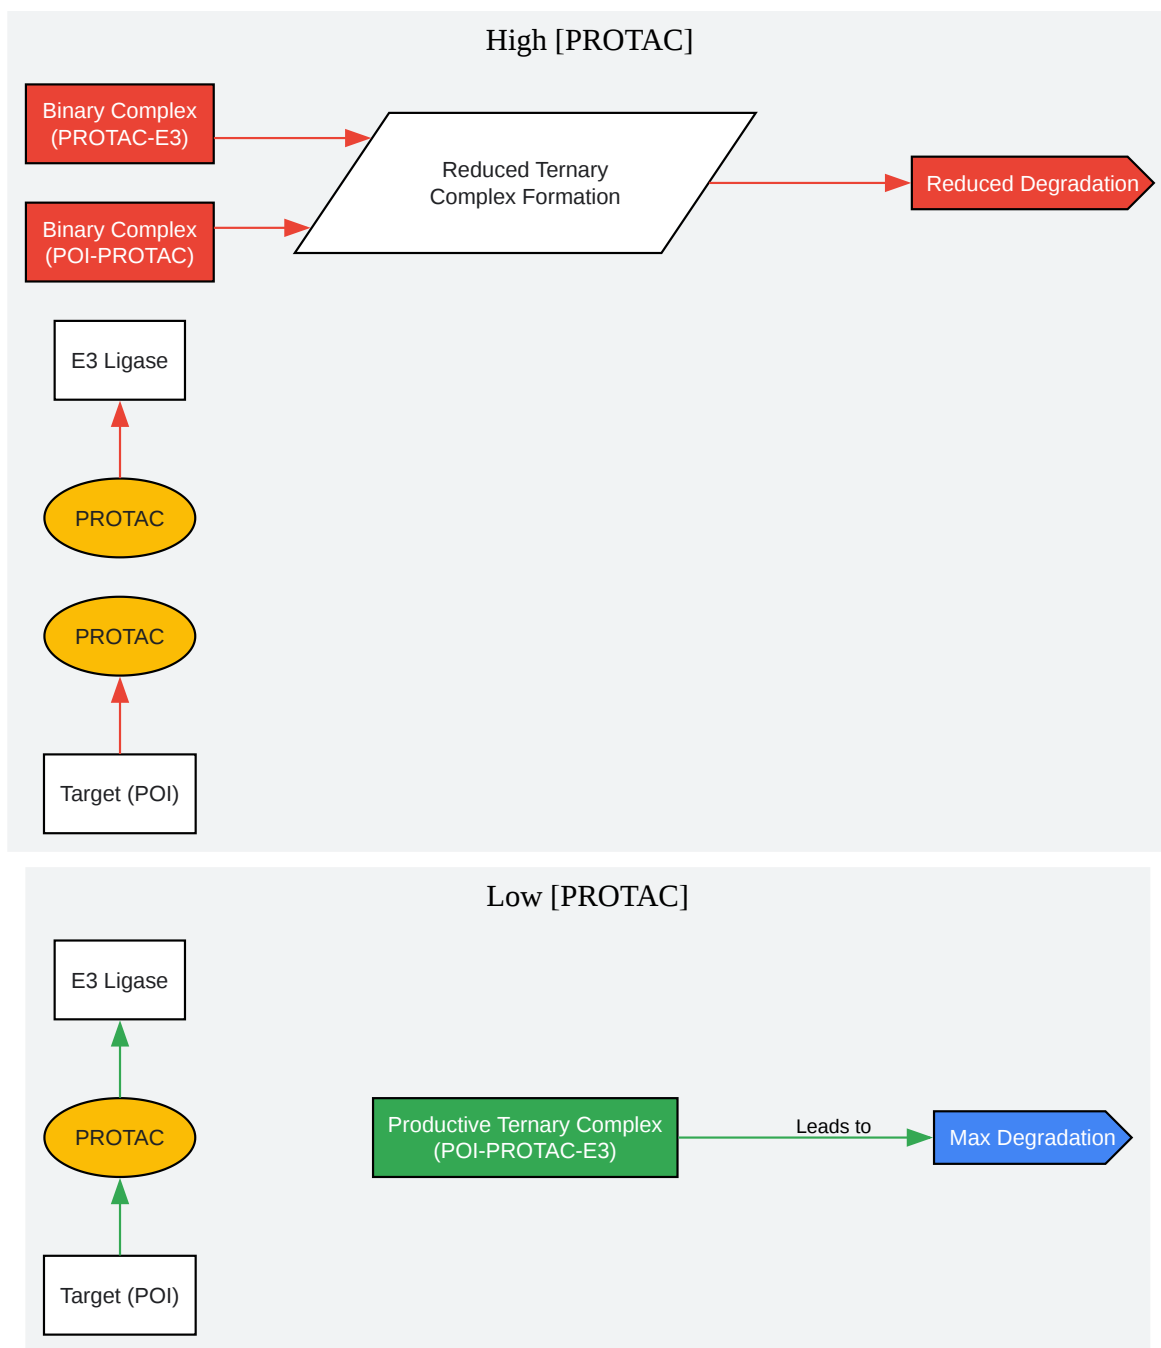 High [PROTAC]
Binary Complex
(PROTAC-E3)
Binary Complex
(POI-PROTAC)
Reduced Ternary
Complex Formation
Reduced Degradation
E3 Ligase
PROTAC
PROTAC
Target (POI)
Low [PROTAC]
E3 Ligase
PROTAC
Target (POI)
Productive Ternary Complex
(POI-PROTAC-E3)
Leads to
Max Degradation